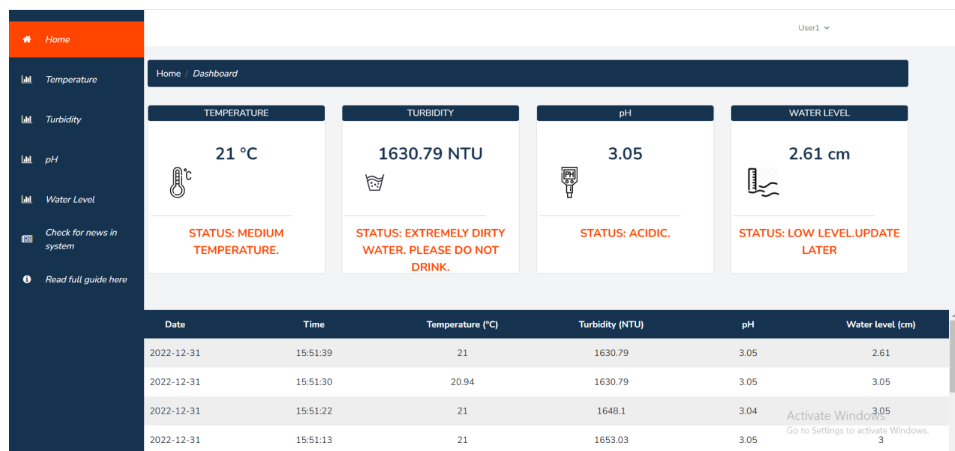 User1
Home
Temperature
Turbidity
pH
Water Level
Check for news in
system
Read full guide here
Home / Dashboard
TEMPERATURE
21 °C
°C
STATUS: MEDIUM
TEMPERATURE.
TURBIDITY
1630.79 NTU
STATUS: EXTREMELY DIRTY
WATER. PLEASE DO NOT
DRINK.
pH
3.05
PH
STATUS: ACIDIC.
WATER LEVEL
2.61 cm
STATUS: LOW LEVEL.UPDATE
LATER
Date Time Temperature (°C) Turbidity (NTU) pH Water level (cm)
2022-12-31 15:51:39 21 1630.79 3.05 2.61
2022-12-31 15:51:30 20.94 1630.79 3.05 3.05
2022-12-31 15:51:22 21 1648.1 3.04 3.05
2022-12-31 15:51:13 21 1653.03 3.05 3
Activate Windows
Go to Settings to activate Windows.